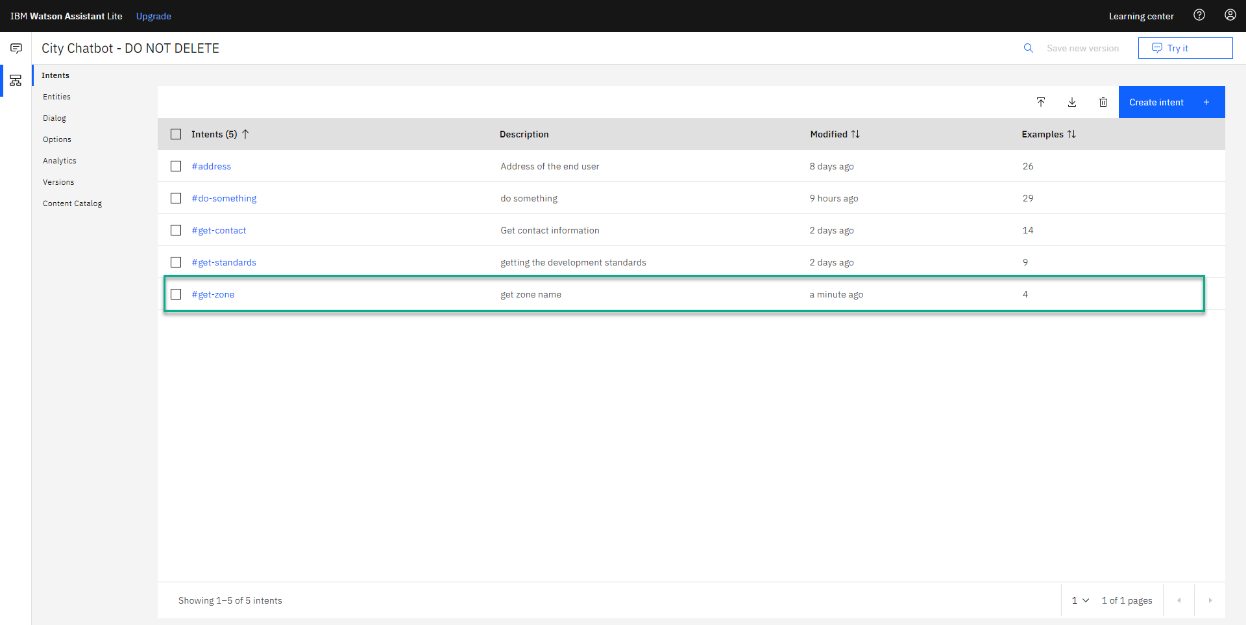 IBM Watson Assistant Lite Upgrade Learning center
City Chatbot - DO NOT DELETE Save new version Try it
Intents
Entities
Dialog
Options
Analytics
Versions
Content Catalog
Create intent +
Intents (5) Description Modified Examples
#address Address of the end user 8 days ago 26
#do-something do something 9 hours ago 29
#get-contact Get contact information 2 days ago 14
#get-standards getting the development standards 2 days ago 9
#get-zone get zone name a minute ago 4
Showing 1–5 of 5 intents 1 1 of 1 pages